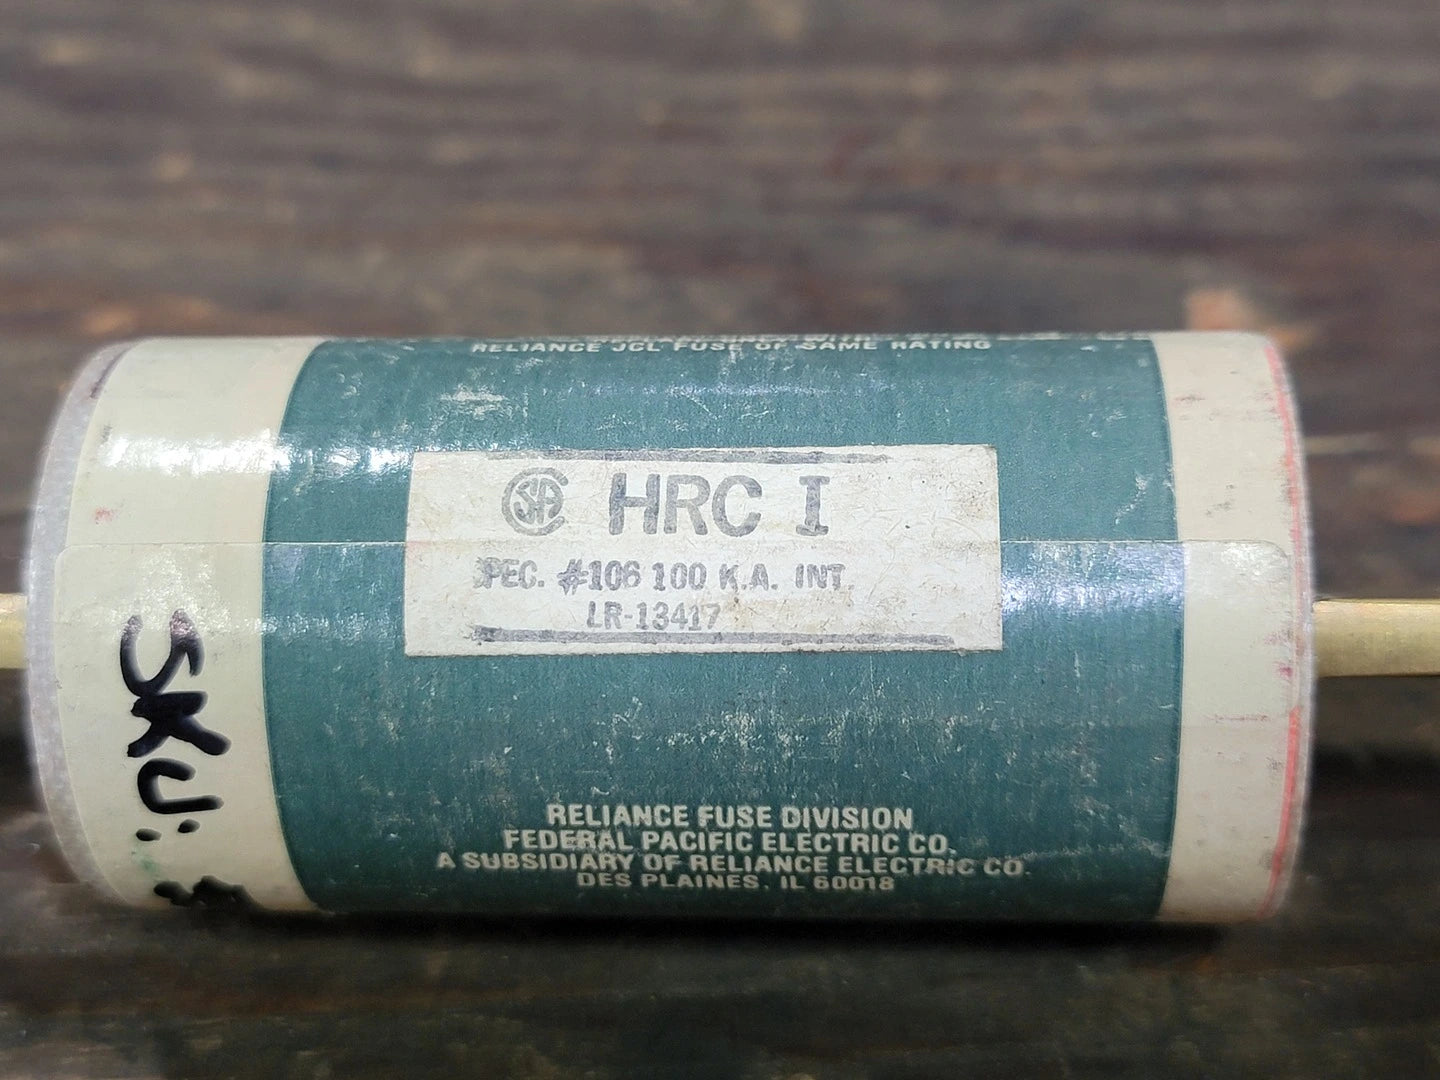 RELIANCE JCL FUSE OF SAME RATING
CSA HRC I
SPEC. #106 100 K.A. INT.
LR-13417
SKU:
RELIANCE FUSE DIVISION
FEDERAL PACIFIC ELECTRIC CO.
A SUBSIDIARY OF RELIANCE ELECTRIC CO.
DES PLAINES, IL 60018